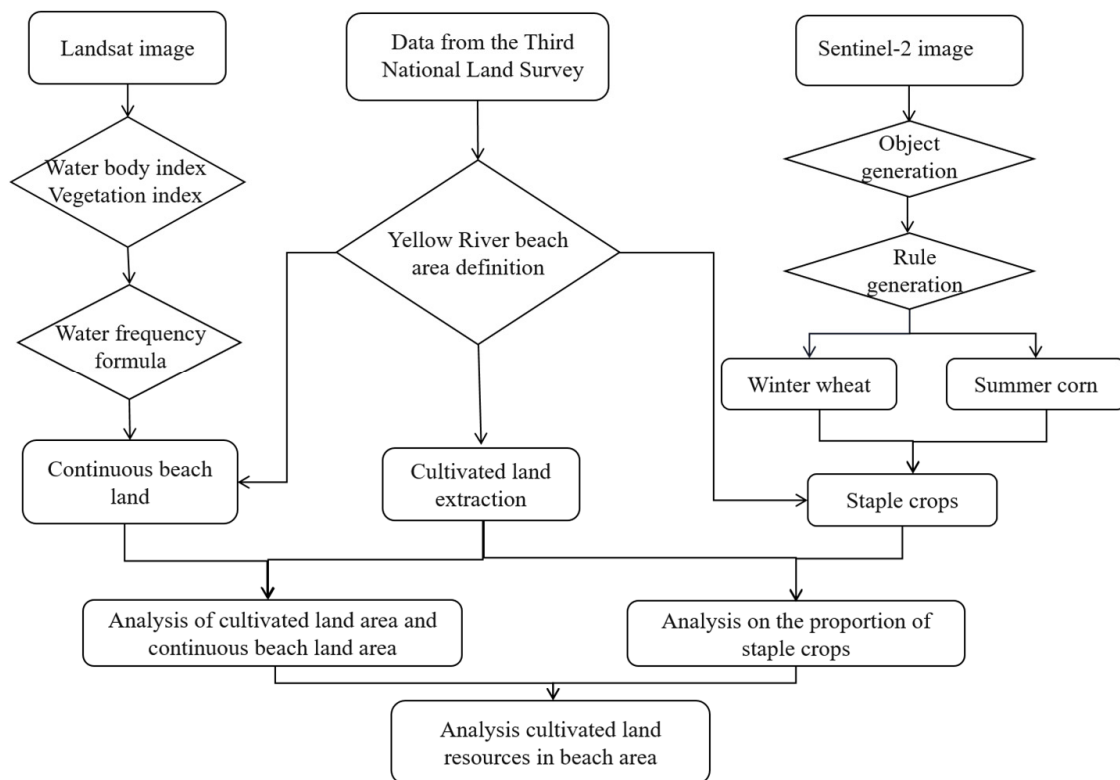 Landsat image
Data from the Third
National Land Survey
Sentinel-2 image
Water body index
Vegetation index
Object
generation
Yellow River beach
area definition
Rule
generation
Water frequency
formula
Winter wheat
Summer corn
Continuous beach
land
Cultivated land
extraction
Staple crops
Analysis of cultivated land area and
continuous beach land area
Analysis on the proportion of
staple crops
Analysis cultivated land
resources in beach area